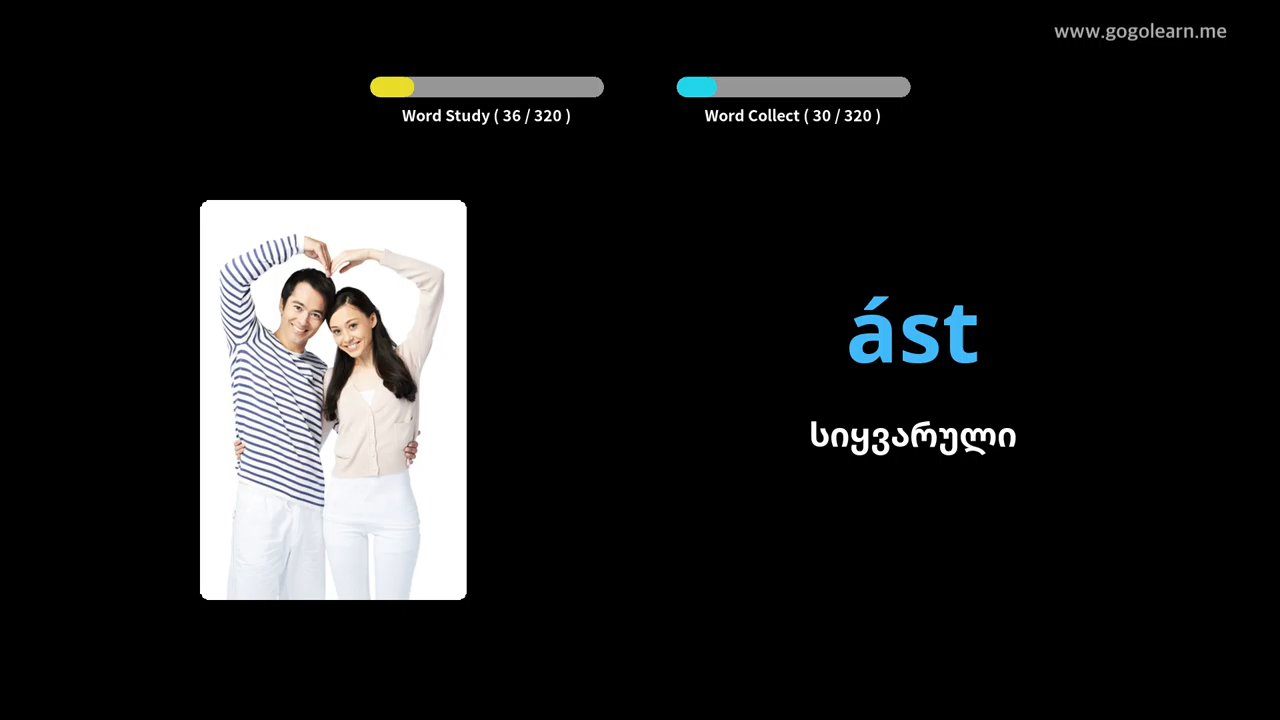 www.gogolearn.me
Word Study ( 36 / 320 )
Word Collect ( 30 / 320 )
ást
სიყვარული